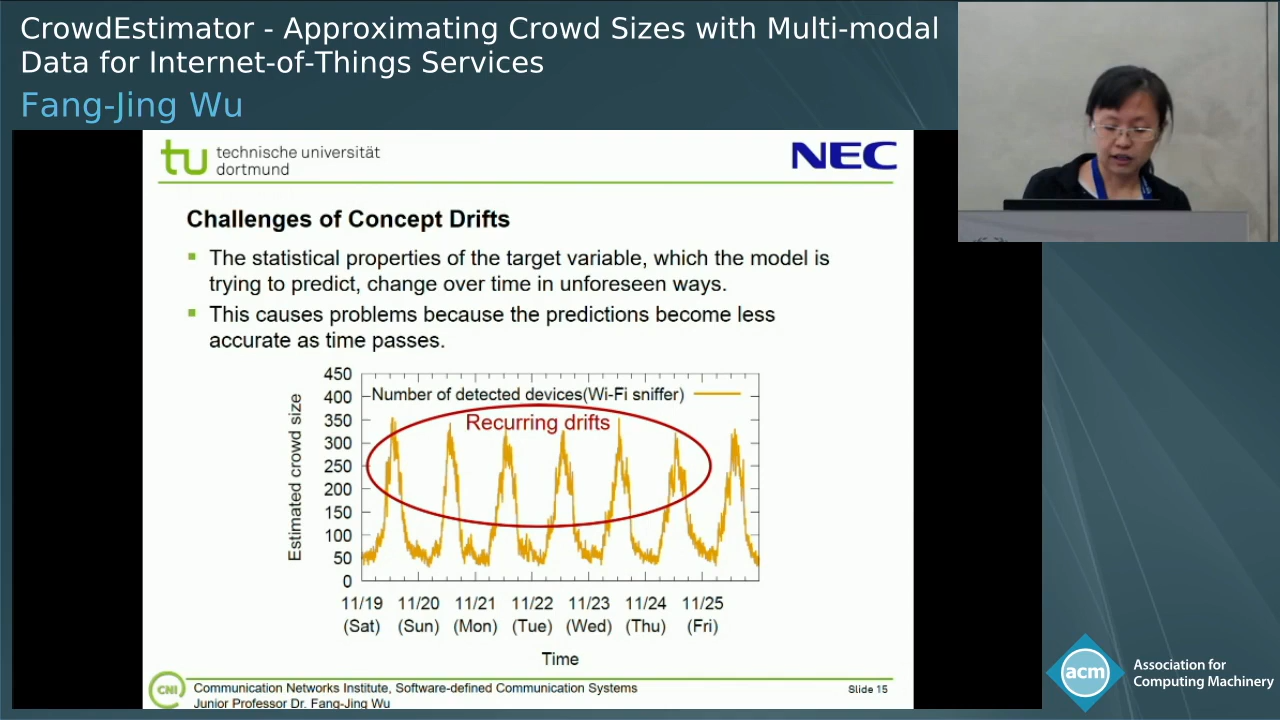 CrowdEstimator - Approximating Crowd Sizes with Multi-modal
Data for Internet-of-Things Services
Fang-Jing Wu
tu technische universität
dortmund
NEC
Challenges of Concept Drifts
The statistical properties of the target variable, which the model is
trying to predict, change over time in unforeseen ways.
This causes problems because the predictions become less
accurate as time passes.
Estimated crowd size
450
400
350
300
250
200
150
100
50
0
Number of detected devices(Wi-Fi sniffer)
Recurring drifts
11/19 11/20 11/21 11/22 11/23 11/24 11/25
(Sat) (Sun) (Mon) (Tue) (Wed) (Thu) (Fri)
Time
CNI
Communication Networks Institute, Software-defined Communication Systems
Junior Professor Dr. Fang-Jing Wu
Slide 15
acm
Association for
Computing Machinery